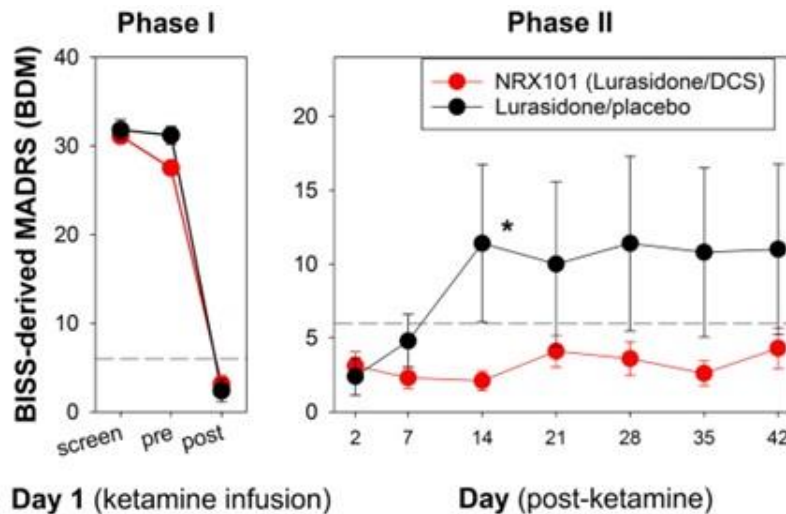 Phase I
Phase II
BISS-derived MADRS (BDM)
40
30
20
10
0
screen
pre
post
Day 1 (ketamine infusion)
NRX101 (Lurasidone/DCS)
Lurasidone/placebo
*
20
15
10
5
0
2
7
14
21
28
35
42
Day (post-ketamine)